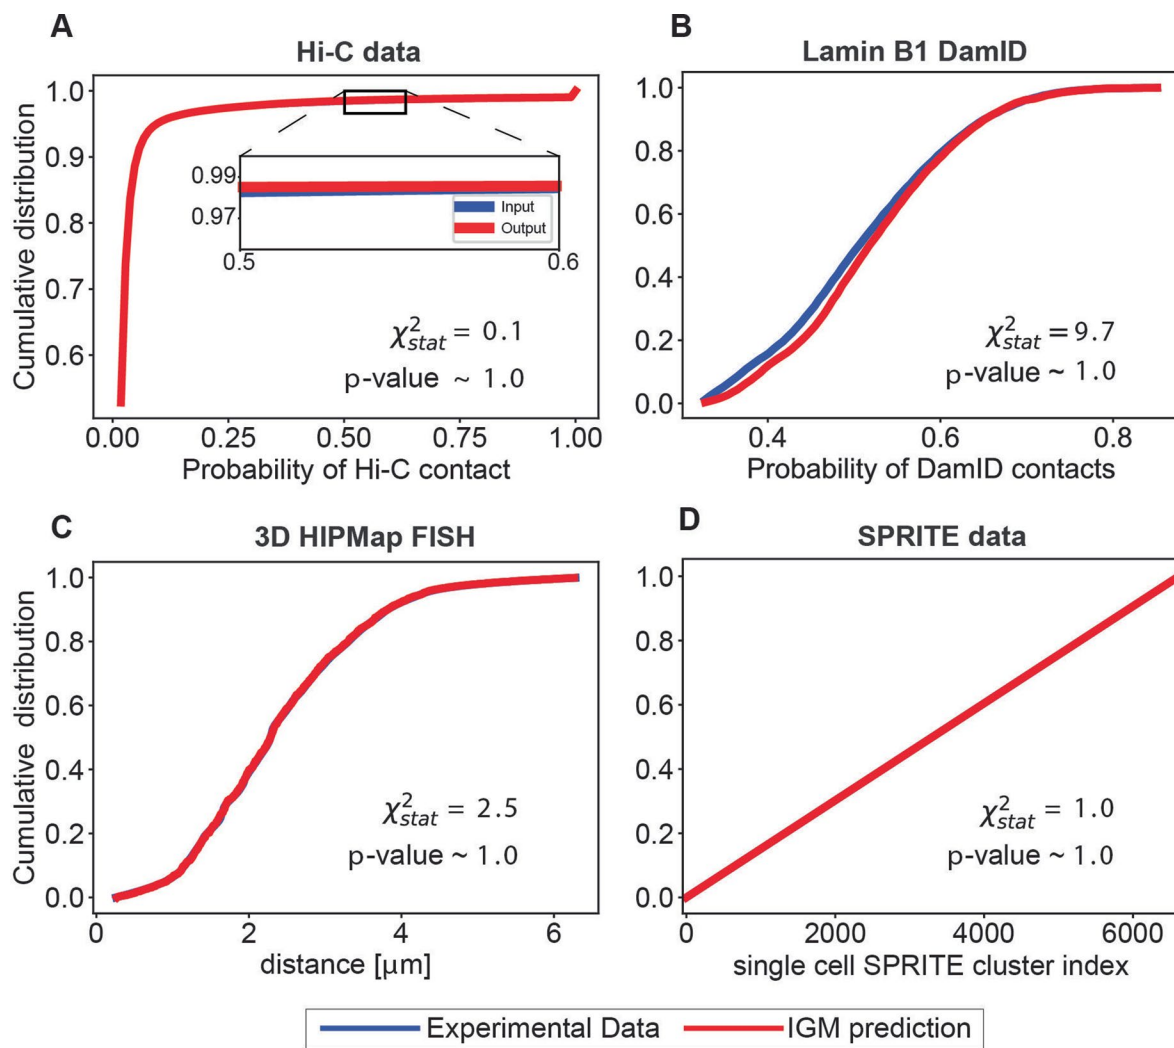 A
Hi-C data
Cumulative distribution
1.0
0.9
0.8
0.7
0.6
0.99
0.97
Input
Output
0.5
0.6
χ²stat = 0.1
p-value ~ 1.0
0.00
0.25
0.50
0.75
1.00
Probability of Hi-C contact
B
Lamin B1 DamID
1.0
0.8
0.6
0.4
0.2
0.0
χ²stat = 9.7
p-value ~ 1.0
0.4
0.6
0.8
Probability of DamID contacts
C
3D HIPMap FISH
Cumulative distribution
1.0
0.8
0.6
0.4
0.2
0.0
χ²stat = 2.5
p-value ~ 1.0
0
2
4
6
distance [μm]
D
SPRITE data
1.0
0.8
0.6
0.4
0.2
0.0
χ²stat = 1.0
p-value ~ 1.0
0
2000
4000
6000
single cell SPRITE cluster index
Experimental Data
IGM prediction